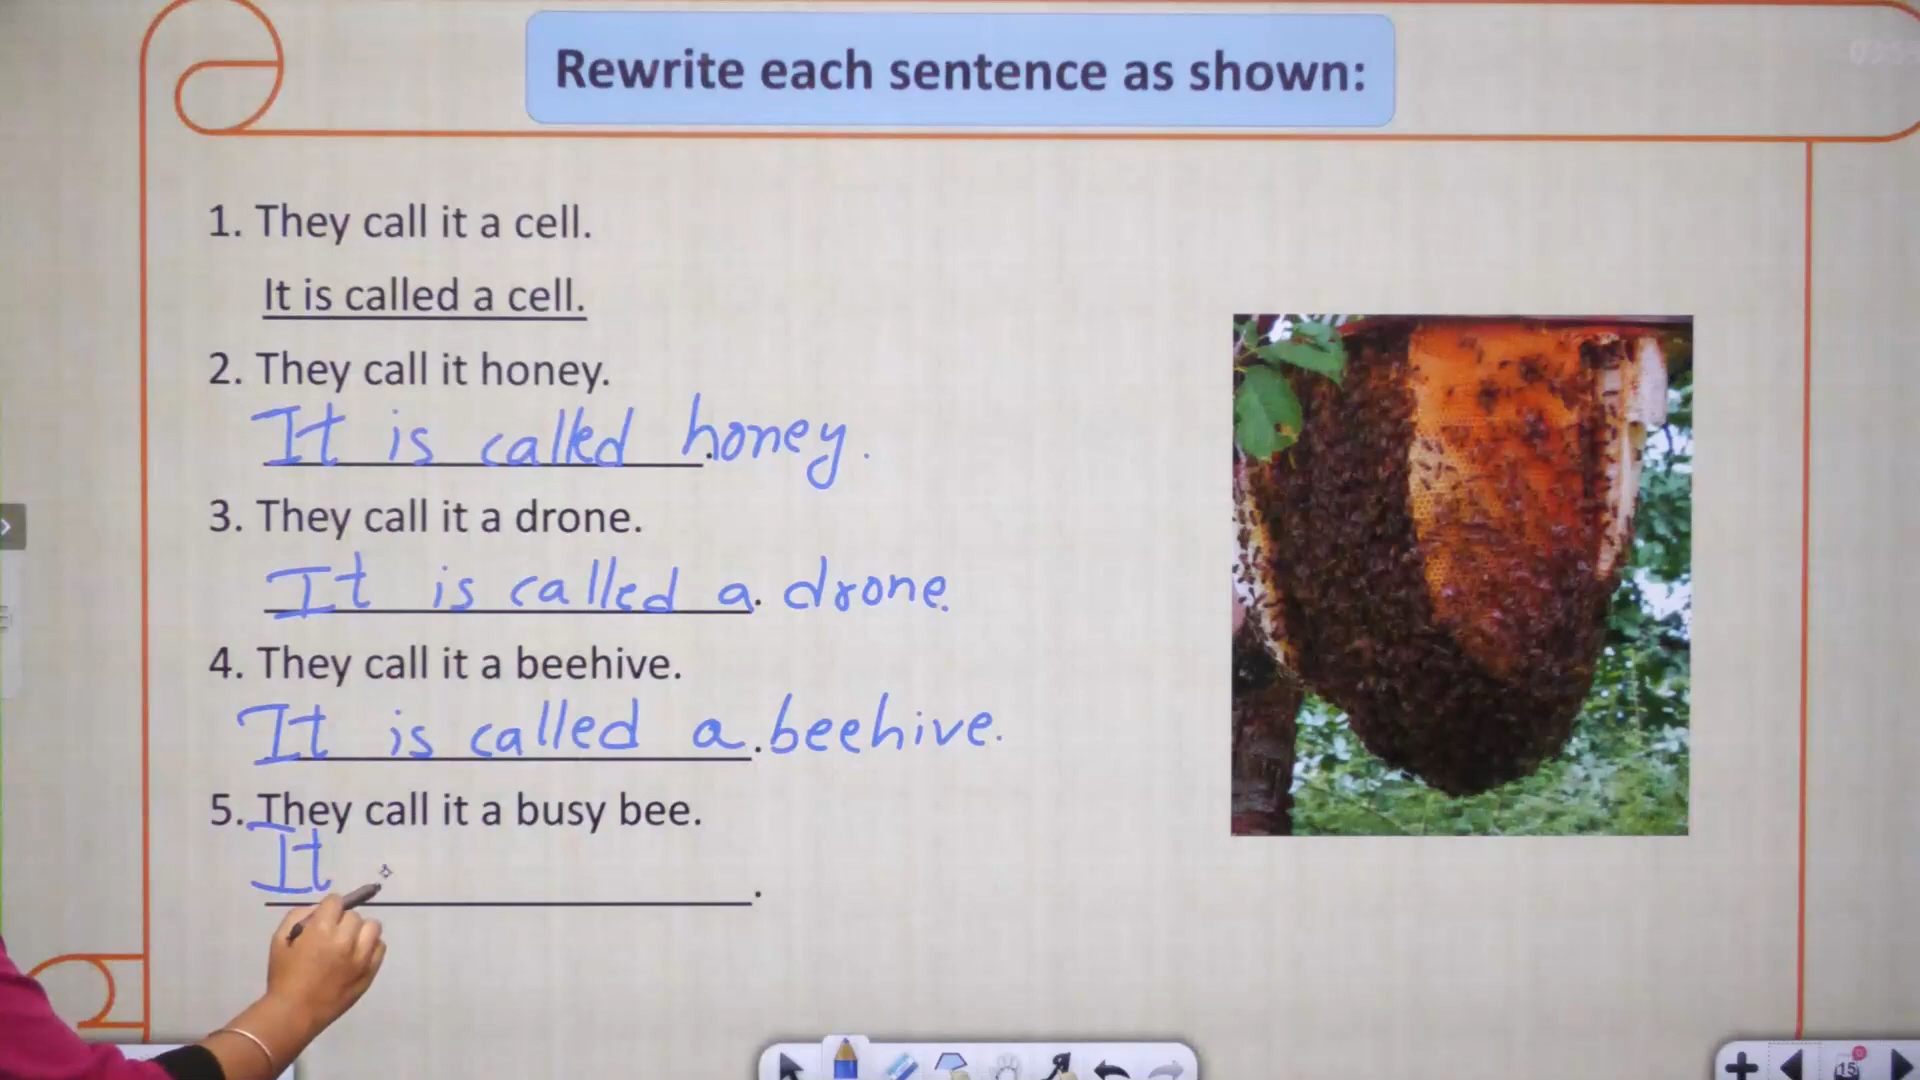 Rewrite each sentence as shown:
1. They call it a cell.
It is called a cell.
2. They call it honey.
It is called honey.
3. They call it a drone.
It is called a drone.
4. They call it a beehive.
It is called a beehive.
5. They call it a busy bee.
It
15